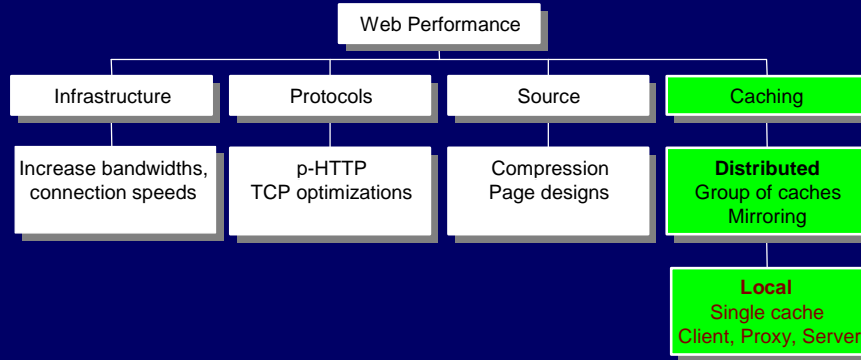 Web Performance
Infrastructure
Protocols
Source
Caching
Increase bandwidths,
connection speeds
p-HTTP
TCP optimizations
Compression
Page designs
Distributed
Group of caches
Mirroring
Local
Single cache
Client, Proxy, Server